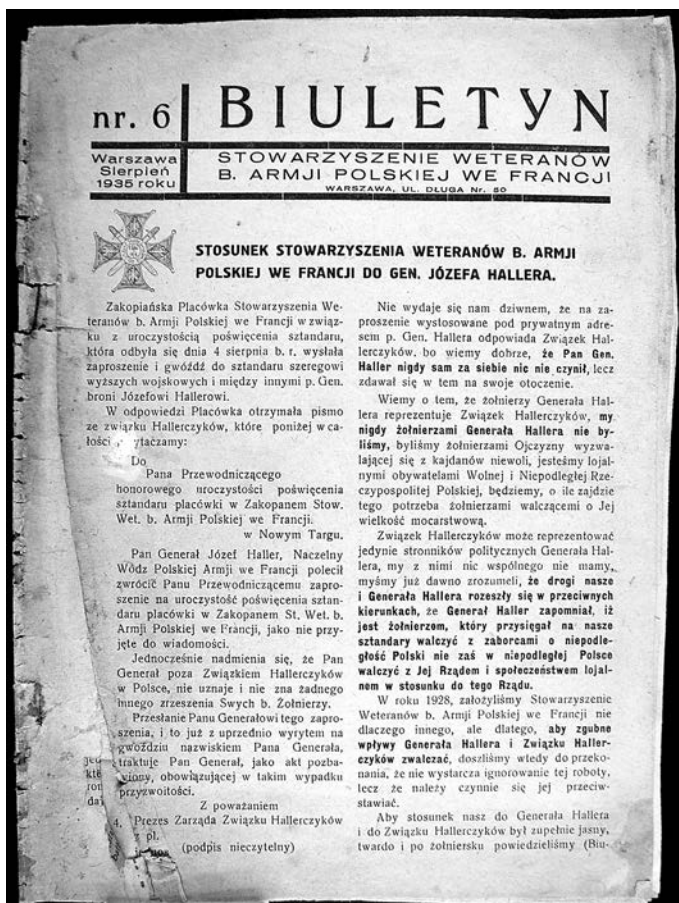 nr. 6
BIULETYN
Warszawa
Sierpień
1935 roku
STOWARZYSZENIE WETERANÓW
B. ARMJI POLSKIEJ WE FRANCJI
WARSZAWA, UL. DŁUGA Nr. 50
STOSUNEK STOWARZYSZENIA WETERANÓW B. ARMJI
POLSKIEJ WE FRANCJI DO GEN. JÓZEFA HALLERA.
Zakopiańska Placówka Stowarzyszenia We-
teranów b. Armji Polskiej we Francji w związ-
ku z uroczystością poświęcenia sztandaru,
która odbyła się dnia 4 sierpnia b. r. wysłała
zaproszenie i gwóźdź do sztandaru szeregowi
wyższych wojskowych i między innymi p. Gen.
broni Józefowi Hallerowi.
W odpowiedzi Placówka otrzymała pismo
ze związku Hallerczyków, które poniżej w ca-
łości przytaczamy:
Do
Pana Przewodniczącego
honorowego uroczystości poświęcenia
sztandaru placówki w Zakopanem Stow.
Wet. b. Armji Polskiej we Francji.
w Nowym Targu.
Pan Generał Józef Haller, Naczelny
Wódz Polskiej Armji we Francji polecił
zwrócić Panu Przewodniczącemu zapro-
szenie na uroczystość poświęcenia sztan-
daru placówki w Zakopanem St. Wet. b.
Armji Polskiej we Francji, jako nie przy-
jęte do wiadomości.
Jednocześnie nadmienia się, że Pan
Generał poza Związkiem Hallerczyków
w Polsce, nie uznaje i nie zna żadnego
innego zrzeszenia Swych b. Żołnierzy.
Przesłanie Panu Generałowi tego zapro-
szenia, i to już z uprzednio wyrytem na
gwoździu nazwiskiem Pana Generała,
traktuje Pan Generał, jako akt pozba-
wiony, obowiązującej w takim wypadku
przyzwoitości.
Z poważaniem
Prezes Zarządu Związku Hallerczyków
pl.
(podpis nieczytelny)
Nie wydaje się nam dziwnem, że na za-
proszenie wystosowane pod prywatnym adre-
sem p. Gen. Hallera odpowiada Związek Hal-
lerczyków, bo wiemy dobrze, że Pan Gen.
Haller nigdy sam za siebie nic nie czynił, lecz
zdawał się w tem na swoje otoczenie.
Wiemy o tem, że żołnierzy Generała Hal-
lera reprezentuje Związek Hallerczyków, my
nigdy żołnierzami Generała Hallera nie by-
liśmy, byliśmy żołnierzami Ojczyzny wyzwa-
lającej się z kajdanów niewoli, jesteśmy lojal-
nymi obywatelami Wolnej i Niepodległej Rze-
czypospolitej Polskiej, będziemy, o ile zajdzie
tego potrzeba żołnierzami walczącemi o Jej
wielkość mocarstwową.
Związek Hallerczyków może reprezentować
jedynie stronników politycznych Generała Hal-
lera, my z nimi nic wspólnego nie mamy,
myśmy już dawno zrozumieli, że drogi nasze
i Generała Hallera rozeszły się w przeciwnych
kierunkach, że Generał Haller zapomniał, iż
jest żołnierzem, który przysięgał na nasze
sztandary walczyć z zaborcami o niepodle-
głość Polski nie zaś w niepodległej Polsce
walczyć z Jej Rządem i społeczeństwem lojal-
nem w stosunku do tego Rządu.
W roku 1928, założyliśmy Stowarzyszenie
Weteranów b. Armji Polskiej we Francji nie
dlaczego innego, ale dlatego, aby zgubne
wpływy Generała Hallera i Związku Haller-
czyków zwalczać, doszliśmy wtedy do przeko-
nania, że nie wystarcza ignorowanie tej roboty,
lecz że należy czynnie się jej przeciw-
stawiać.
Aby stosunek nasz do Generała Hallera
i do Związku Hallerczyków był zupełnie jasny,
twardo i po żołniersku powiedzieliśmy (Biu-